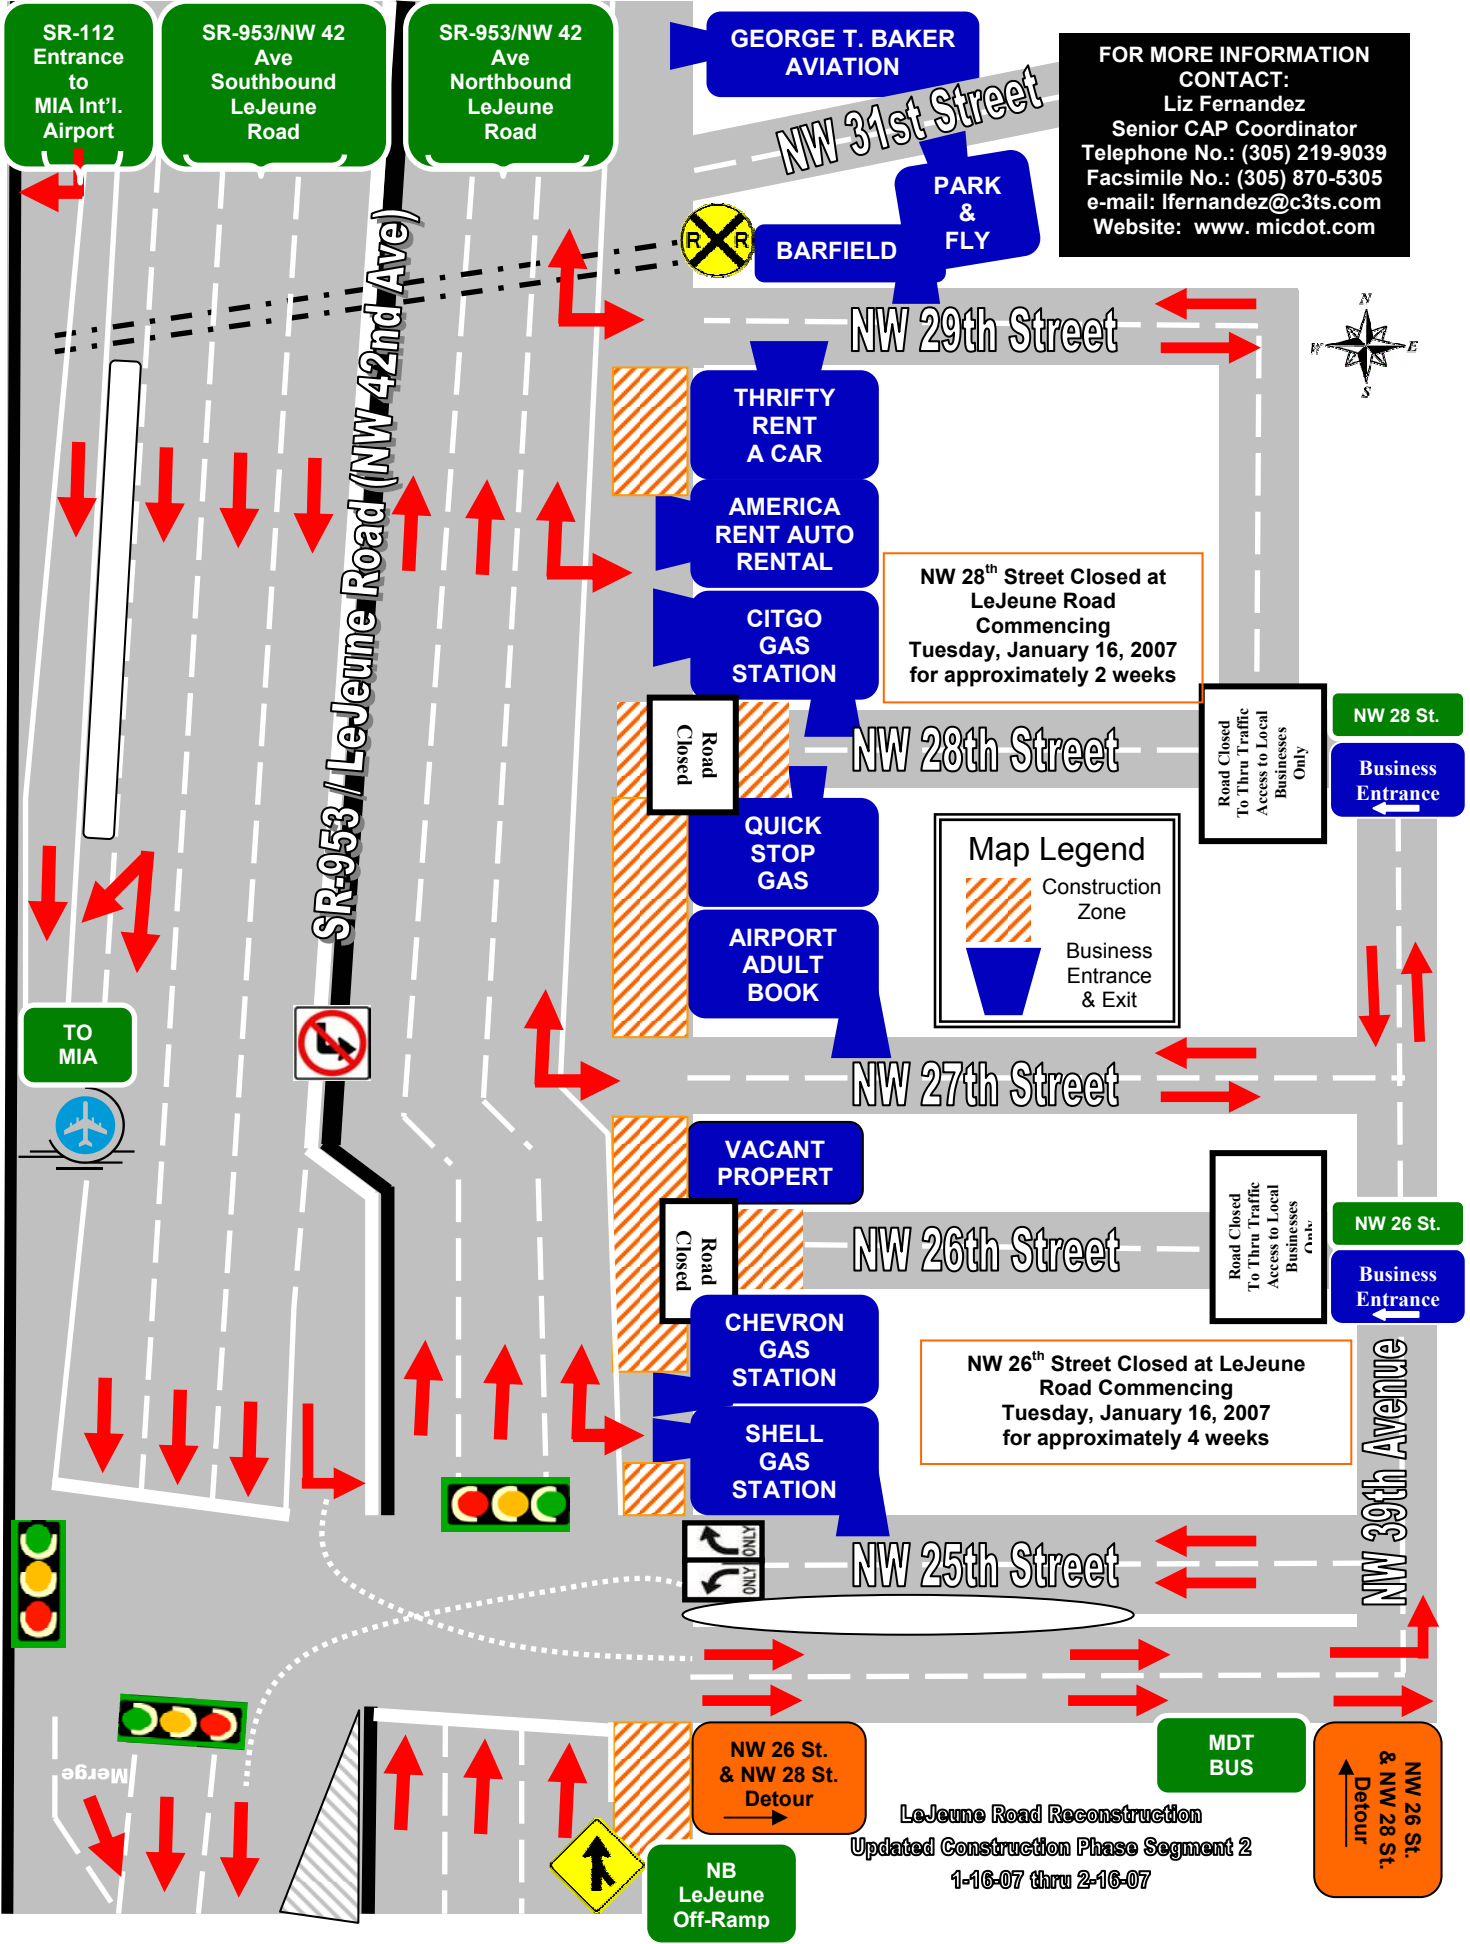 SR-112
Entrance
to
MIA Int'l.
Airport
SR-953/NW 42
Ave
Southbound
LeJeune
Road
SR-953/NW 42
Ave
Northbound
LeJeune
Road
GEORGE T. BAKER
AVIATION
NW 31st Street
FOR MORE INFORMATION
CONTACT:
Liz Fernandez
Senior CAP Coordinator
Telephone No.: (305) 219-9039
Facsimile No.: (305) 870-5305
e-mail: lfernandez@c3ts.com
Website: www. micdot.com
PARK
&
FLY
R R
BARFIELD
NW 29th Street
N
W E
S
SR-953 / LeJeune Road (NW 42nd Ave)
THRIFTY
RENT
A CAR
AMERICA
RENT AUTO
RENTAL
CITGO
GAS
STATION
NW 28th Street Closed at
LeJeune Road
Commencing
Tuesday, January 16, 2007
for approximately 2 weeks
Road
Closed
NW 28th Street
Road Closed
To Thru Traffic
Access to Local
Businesses
Only
NW 28 St.
Business
Entrance
QUICK
STOP
GAS
AIRPORT
ADULT
BOOK
Map Legend
Construction
Zone
Business
Entrance
& Exit
TO
MIA
NW 27th Street
VACANT
PROPERT
Road
Closed
NW 26th Street
Road Closed
To Thru Traffic
Access to Local
Businesses
Only
NW 26 St.
Business
Entrance
CHEVRON
GAS
STATION
NW 26th Street Closed at LeJeune
Road Commencing
Tuesday, January 16, 2007
for approximately 4 weeks
SHELL
GAS
STATION
NW 39th Avenue
ONLY
ONLY
NW 25th Street
Merge
NW 26 St.
& NW 28 St.
Detour
MDT
BUS
NW 26 St.
& NW 28 St.
Detour
LeJeune Road Reconstruction
Updated Construction Phase Segment 2
1-16-07 thru 2-16-07
NB
LeJeune
Off-Ramp